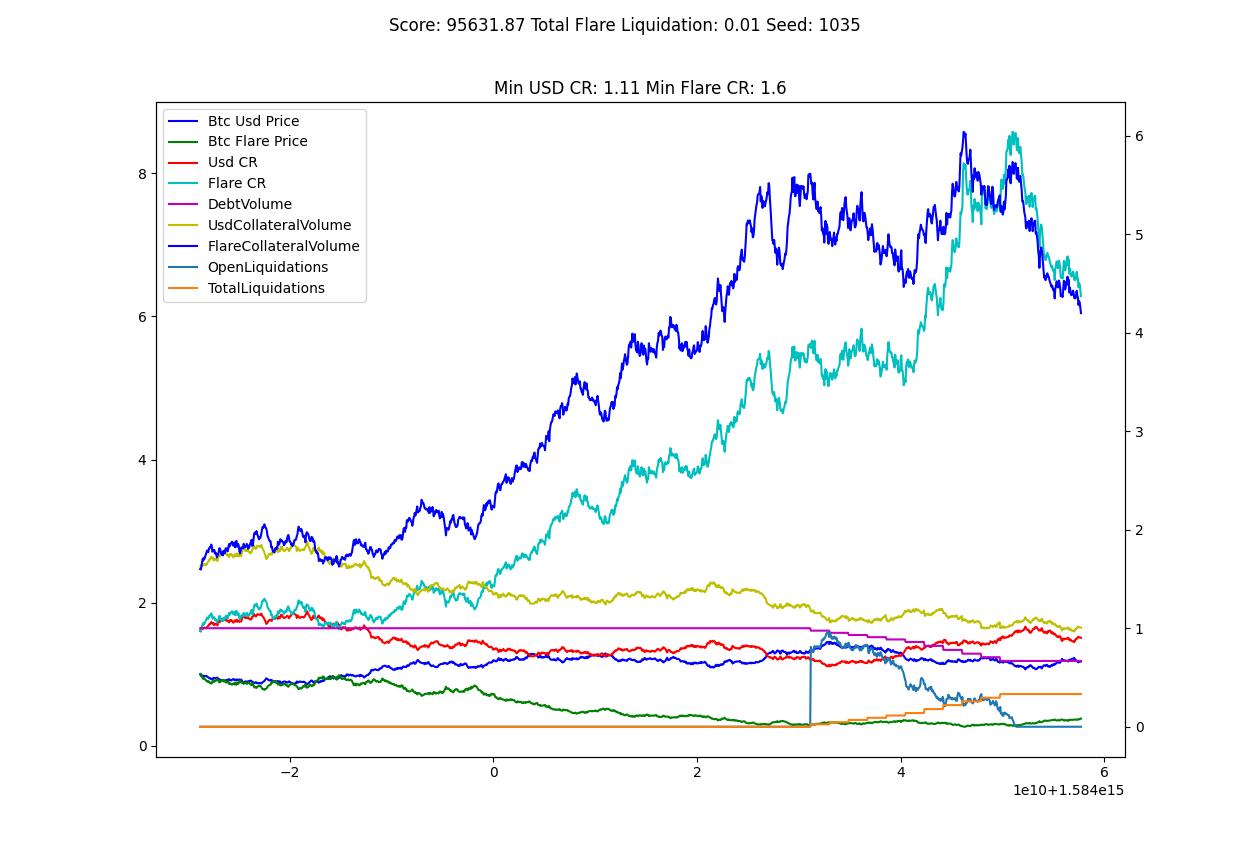 Score: 95631.87 Total Flare Liquidation: 0.01 Seed: 1035
Min USD CR: 1.11 Min Flare CR: 1.6
Btc Usd Price
Btc Flare Price
Usd CR
Flare CR
DebtVolume
UsdCollateralVolume
FlareCollateralVolume
OpenLiquidations
TotalLiquidations
8
6
4
2
0
6
5
4
3
2
1
0
−2
0
2
4
6
1e10+1.584e15